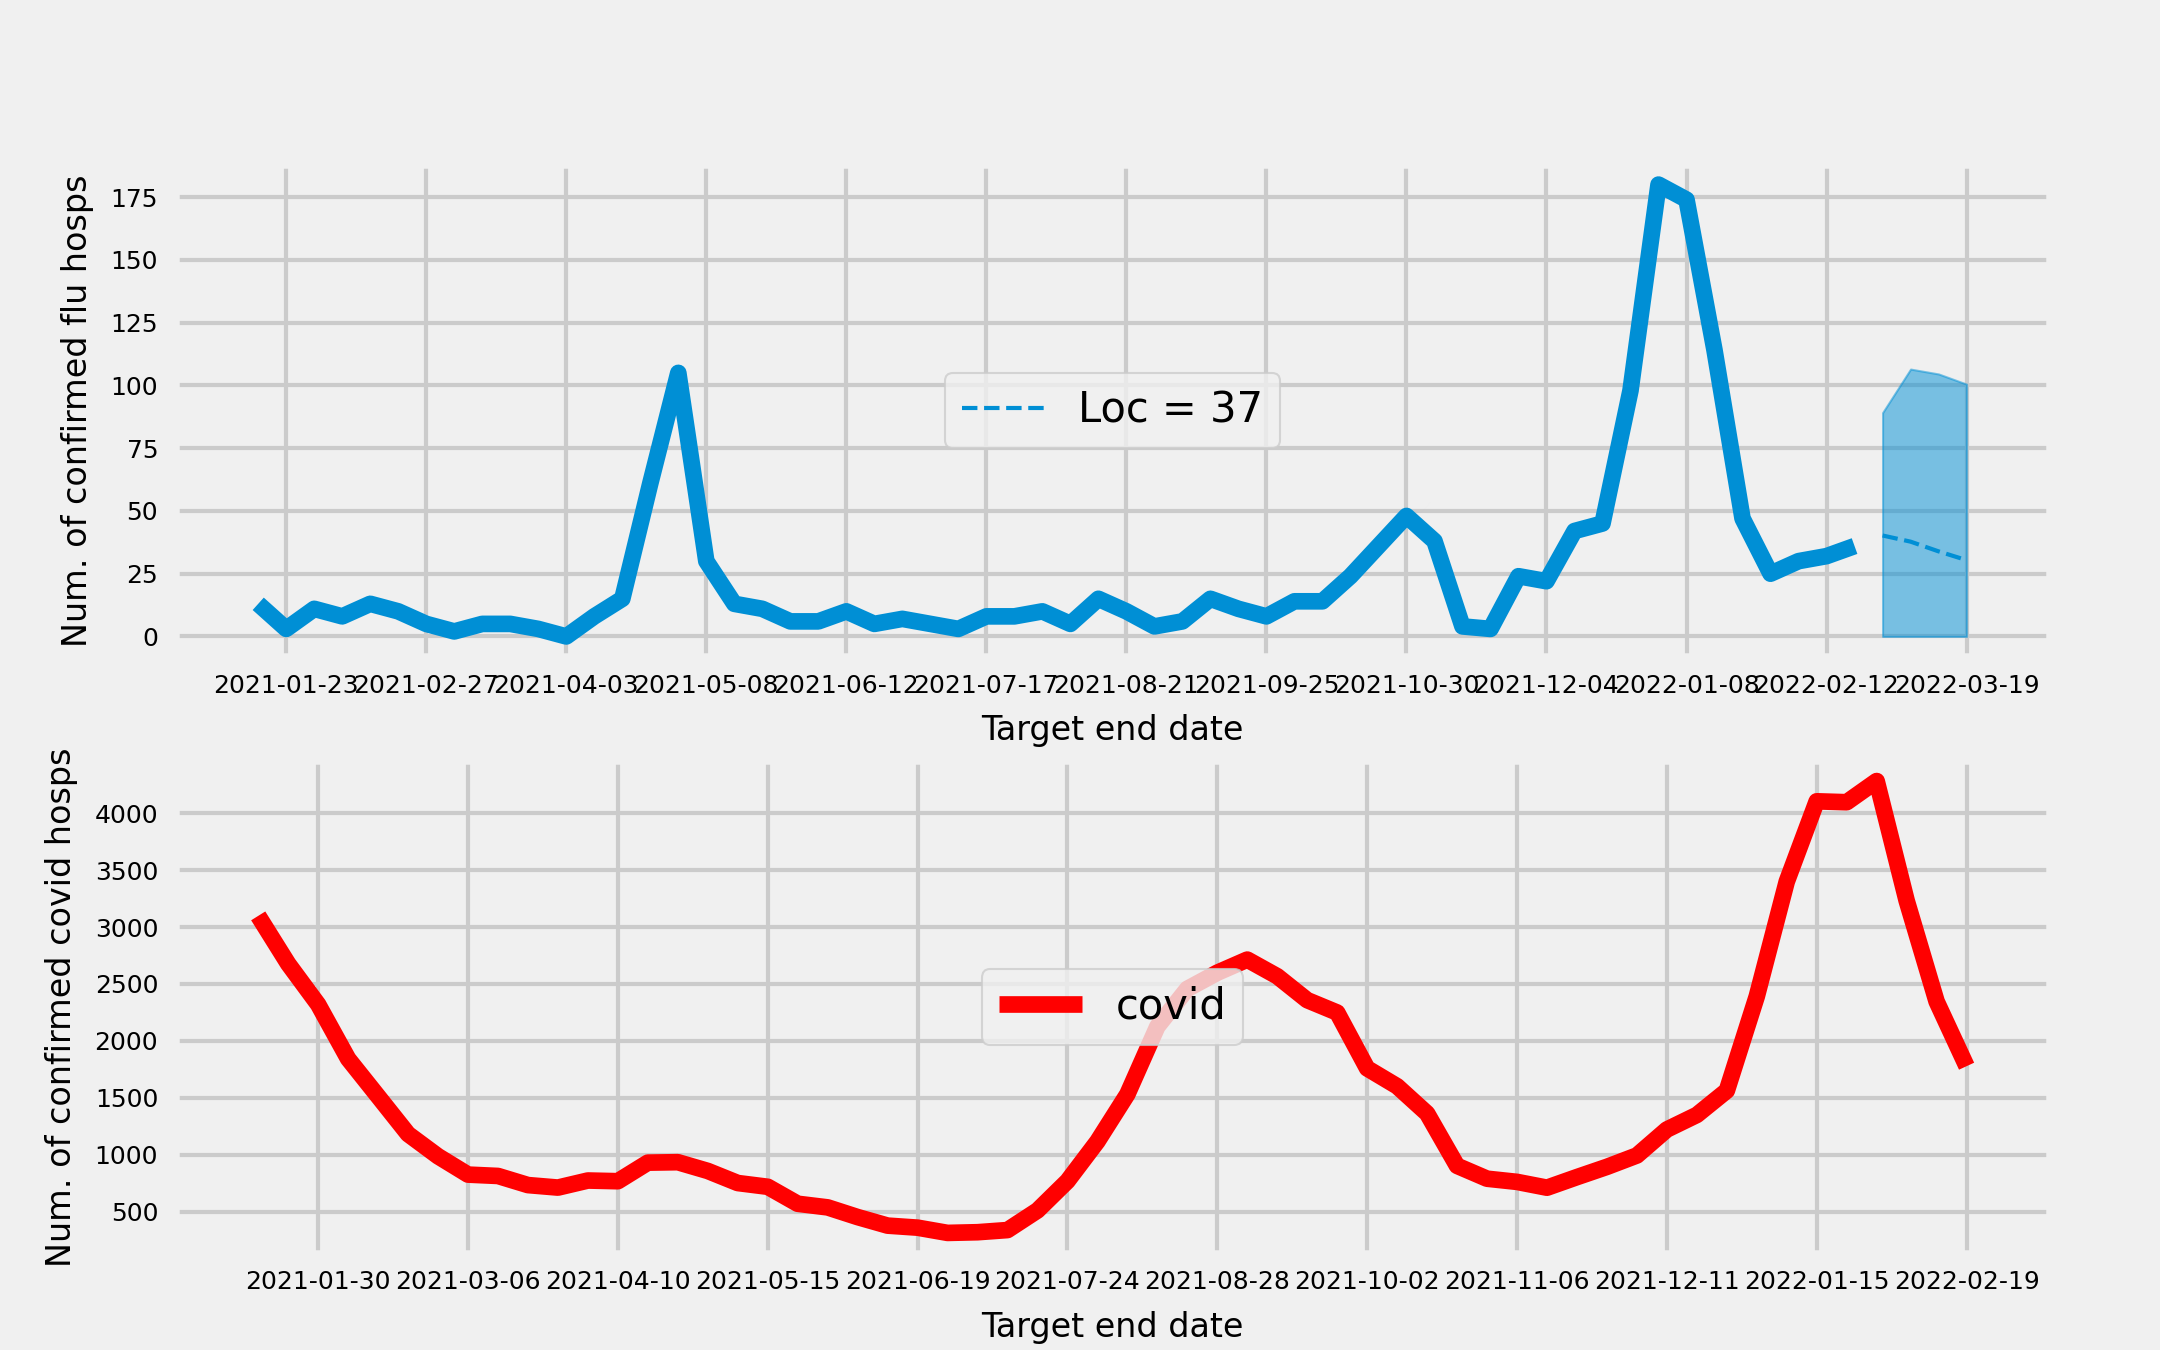 Num. of confirmed flu hosps
175
150
125
100
75
50
25
0
Loc = 37
2021-01-23 2021-02-27 2021-04-03 2021-05-08 2021-06-12 2021-07-17 2021-08-21 2021-09-25 2021-10-30 2021-12-04 2022-01-08 2022-02-12 2022-03-19
Target end date
Num. of confirmed covid hosps
4000
3500
3000
2500
2000
1500
1000
500
covid
2021-01-30 2021-03-06 2021-04-10 2021-05-15 2021-06-19 2021-07-24 2021-08-28 2021-10-02 2021-11-06 2021-12-11 2022-01-15 2022-02-19
Target end date